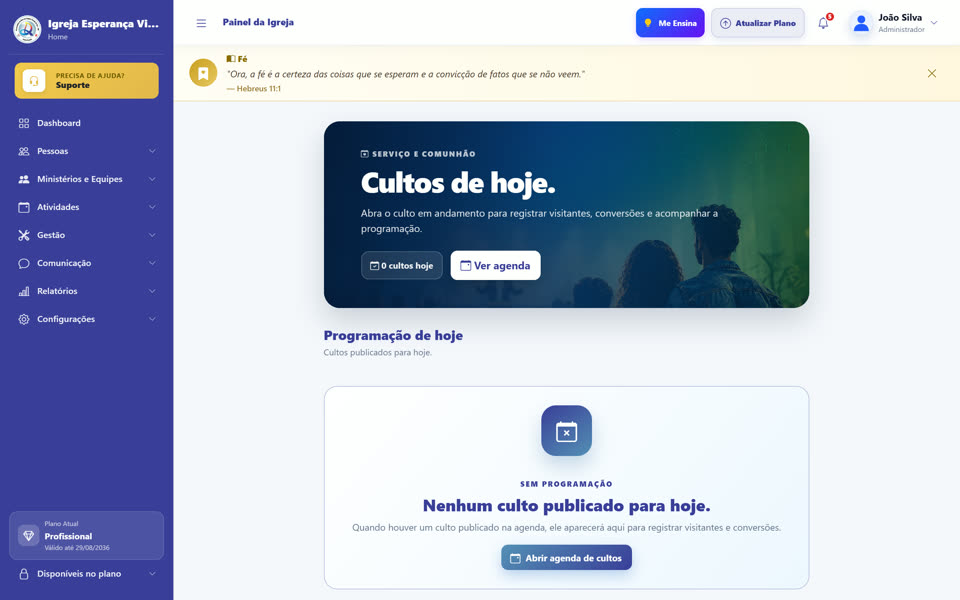 Igreja Esperança Vi...
Home
PRECISA DE AJUDA?
Suporte
Dashboard
Pessoas
Ministérios e Equipes
Atividades
Gestão
Comunicação
Relatórios
Configurações
Plano Atual
Profissional
Válido até 29/08/2036
Disponíveis no plano
Painel da Igreja
Me Ensina
Atualizar Plano
5
João Silva
Administrador
Fé
"Ora, a fé é a certeza das coisas que se esperam e a convicção de fatos que se não veem."
— Hebreus 11:1
SERVIÇO E COMUNHÃO
Cultos de hoje.
Abra o culto em andamento para registrar visitantes, conversões e acompanhar a
programação.
0 cultos hoje
Ver agenda
Programação de hoje
Cultos publicados para hoje.
SEM PROGRAMAÇÃO
Nenhum culto publicado para hoje.
Quando houver um culto publicado na agenda, ele aparecerá aqui para registrar visitantes e conversões.
Abrir agenda de cultos